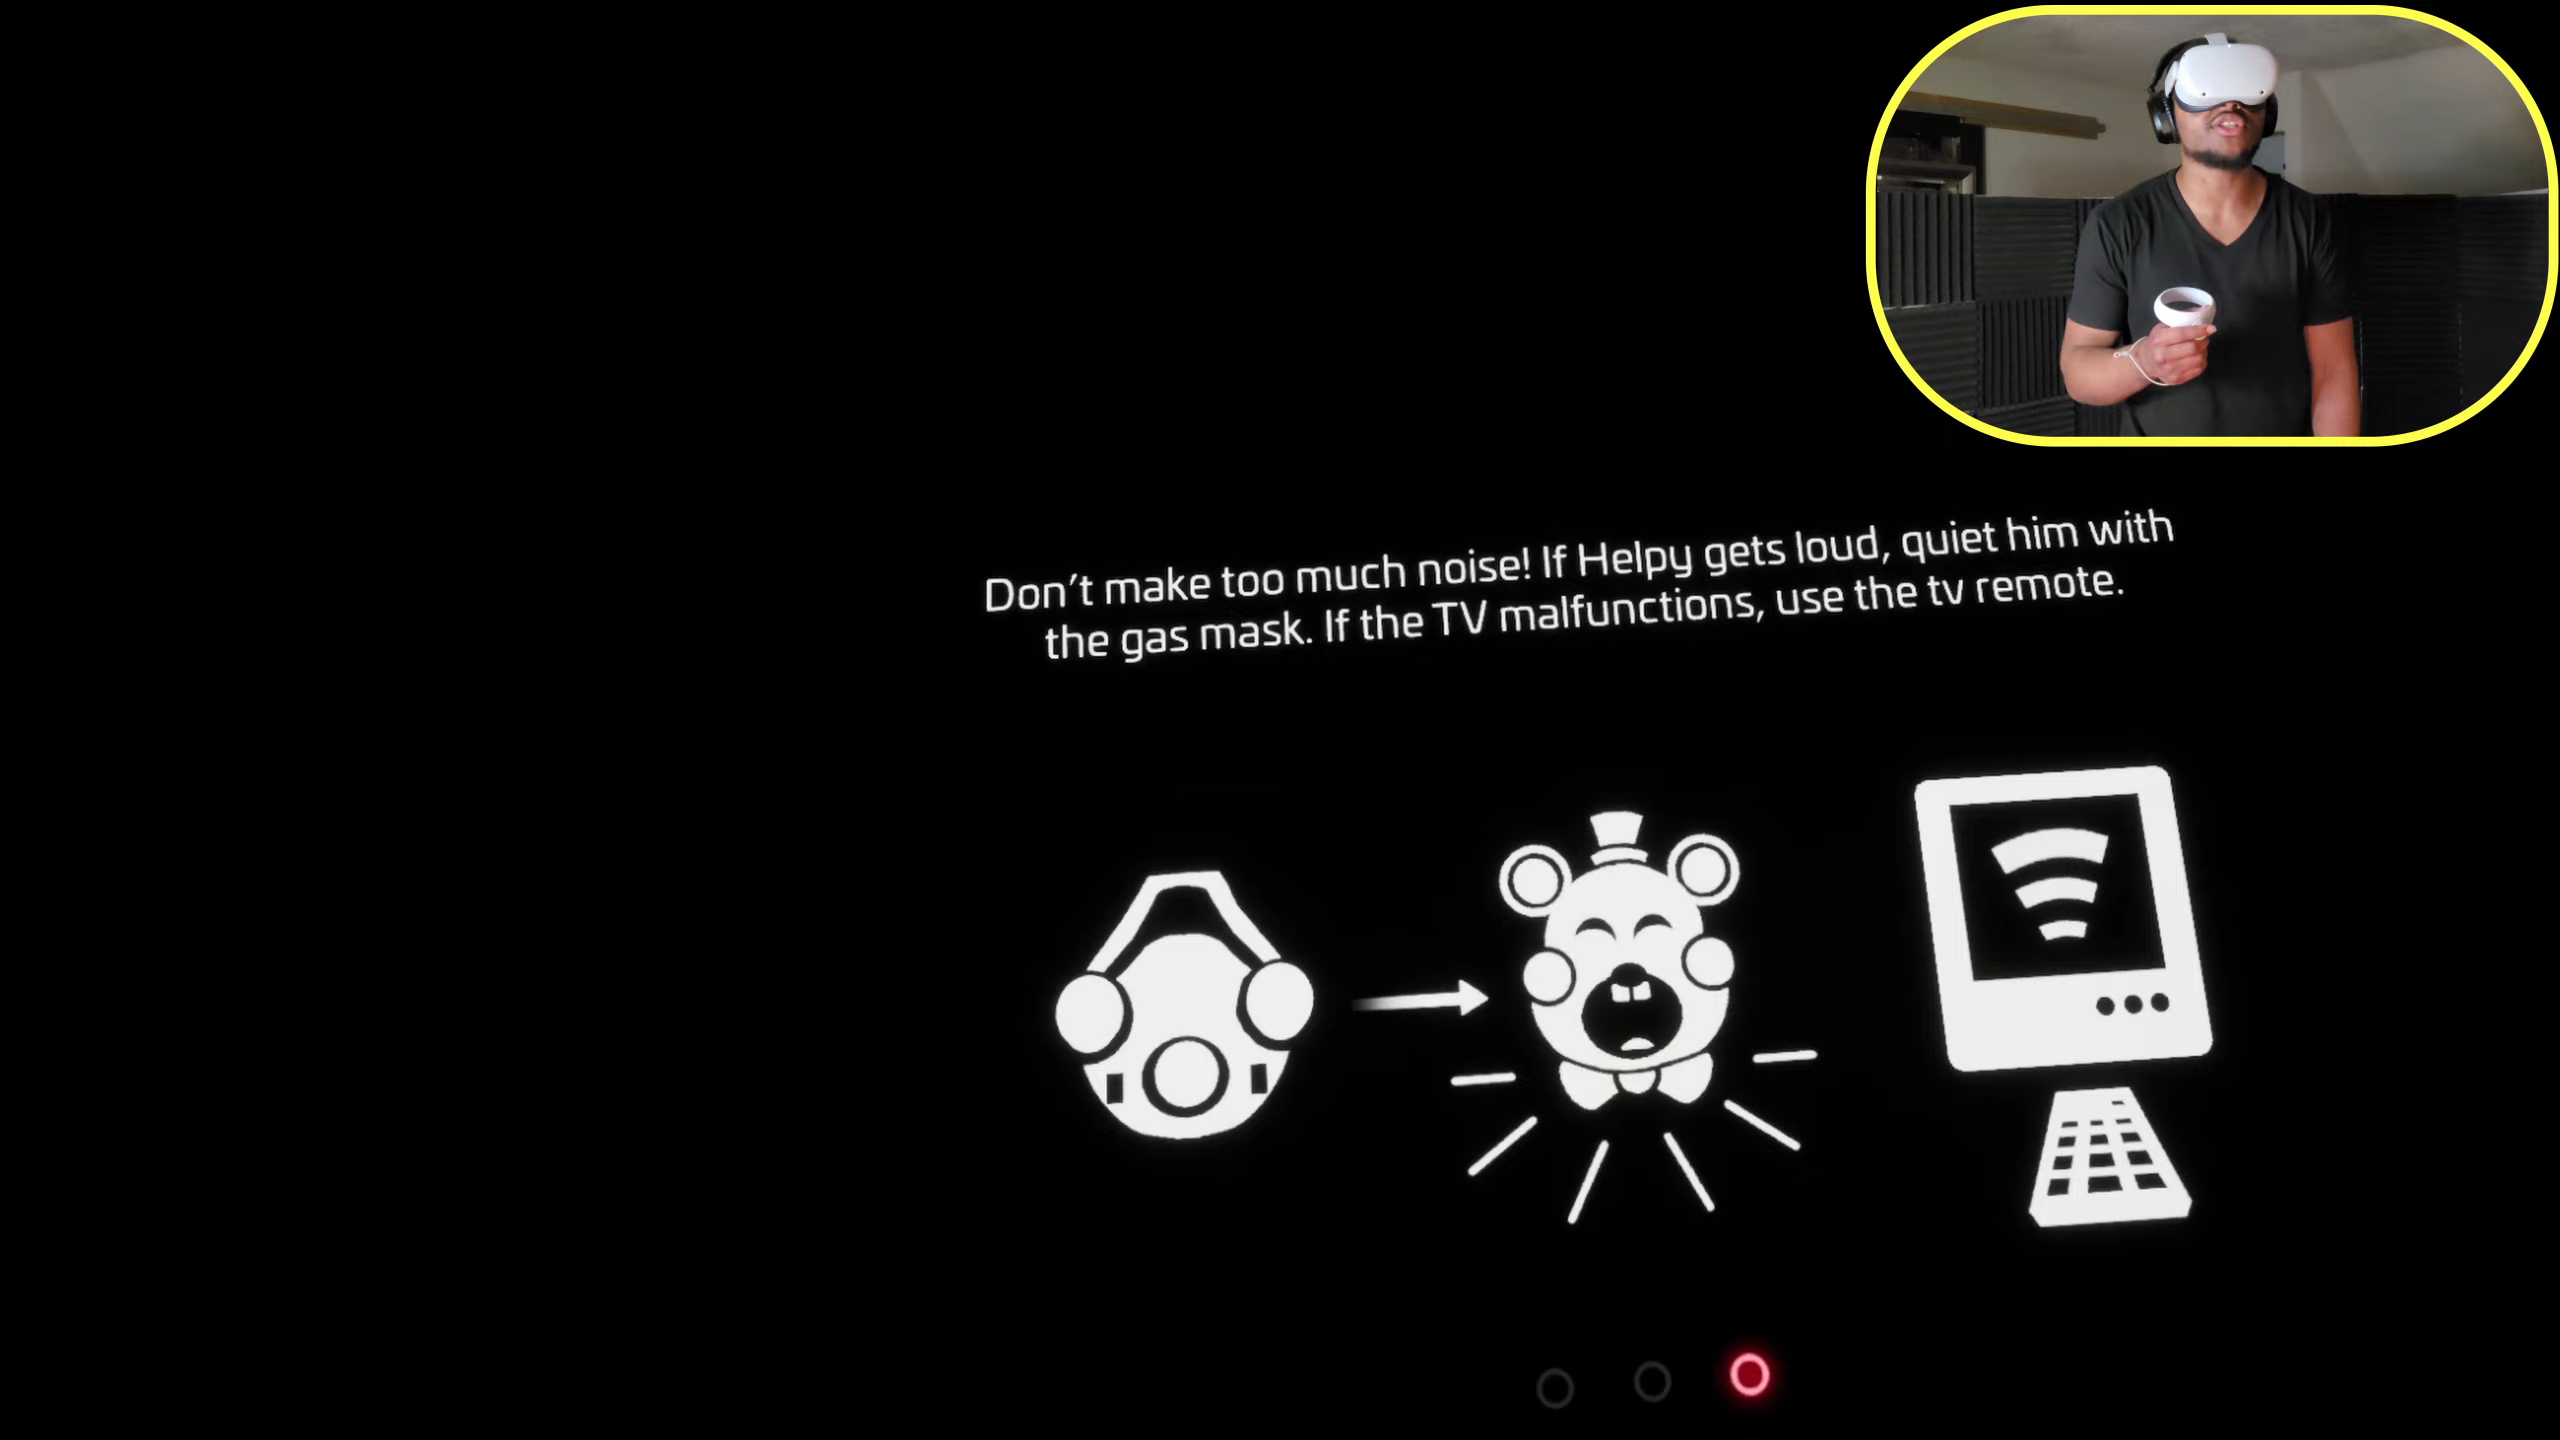 Don't make too much noise! If Helpy gets loud, quiet him with
the gas mask. If the TV malfunctions, use the tv remote.